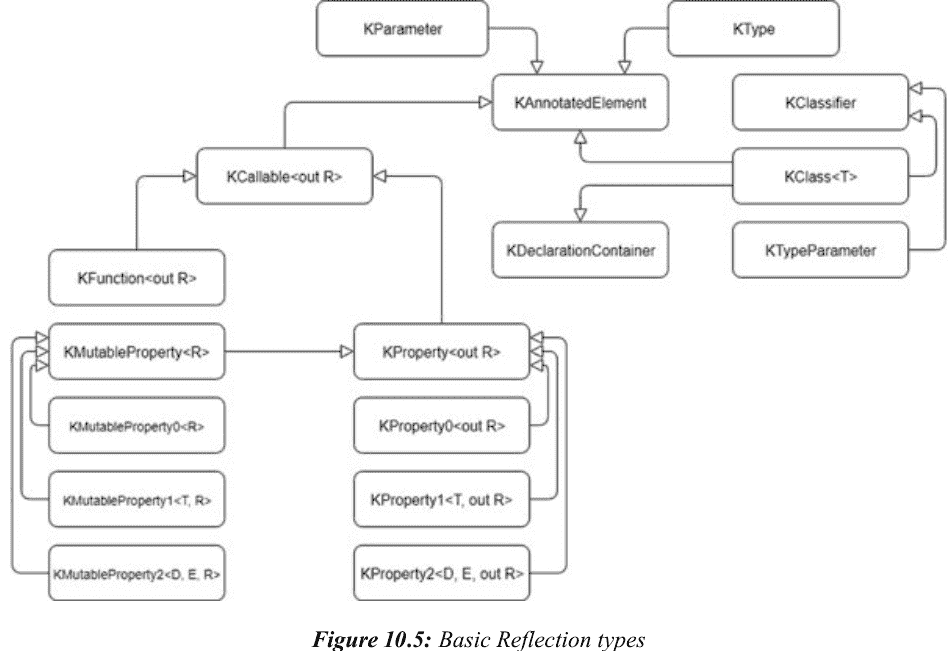 KParameter
KType
KAnnotatedElement
KClassifier
KCallable<out R>
KClass<T>
KDeclarationContainer
KTypeParameter
KFunction<out R>
KMutableProperty<R>
KProperty<out R>
KMutableProperty0<R>
KProperty0<out R>
KMutableProperty1<T, R>
KProperty1<T, out R>
KMutableProperty2<D, E, R>
KProperty2<D, E, out R>
Figure 10.5: Basic Reflection types